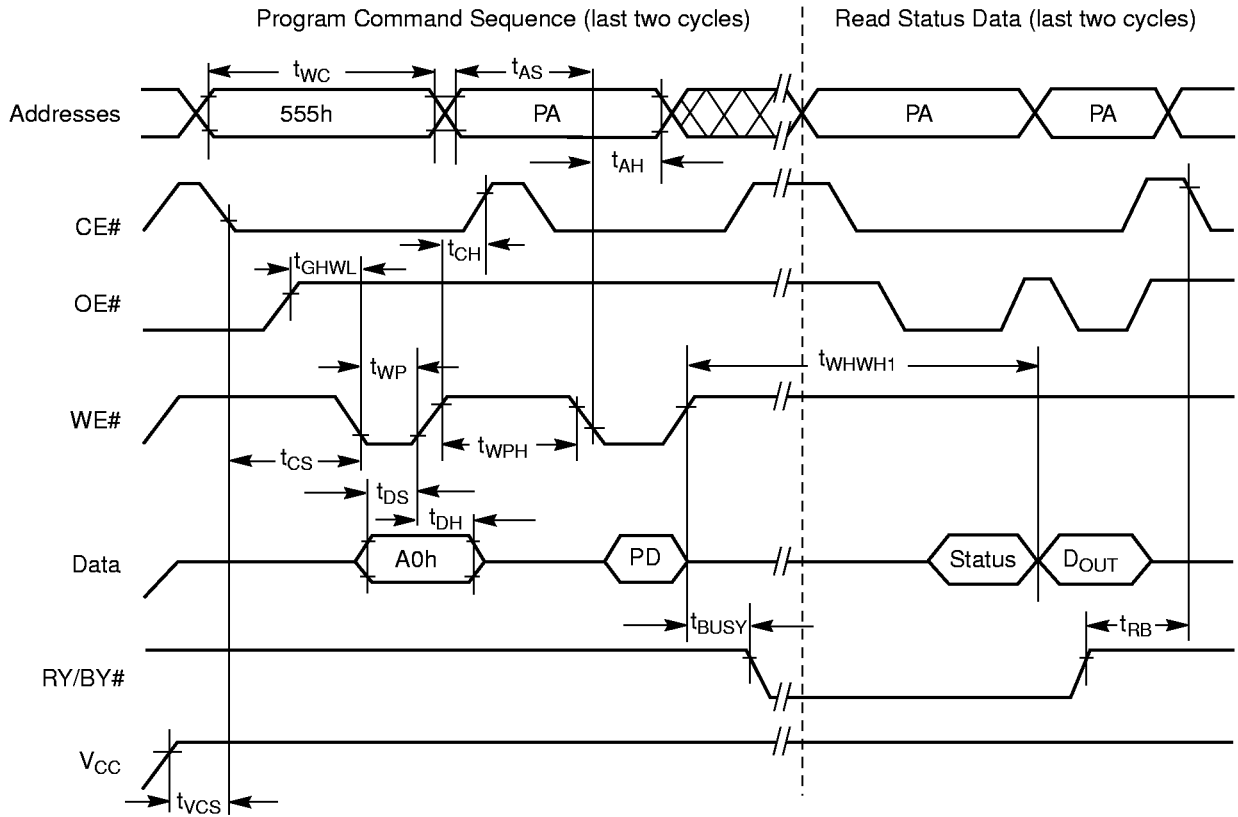 Program Command Sequence (last two cycles) Read Status Data (last two cycles)
tWC tAS
Addresses 555h PA PA PA
tAH
CE#
tCH
tGHWL
OE#
tWP tWHWH1
WE#
tCS tWPH
tDS
tDH
Data A0h PD Status DOUT
tBUSY tRB
RY/BY#
VCC
tVCS